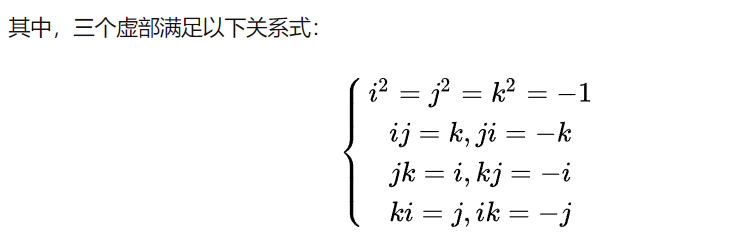 其中，三个虚部满足以下关系式：
i² = j² = k² = −1
ij = k, ji = −k
jk = i, kj = −i
ki = j, ik = −j